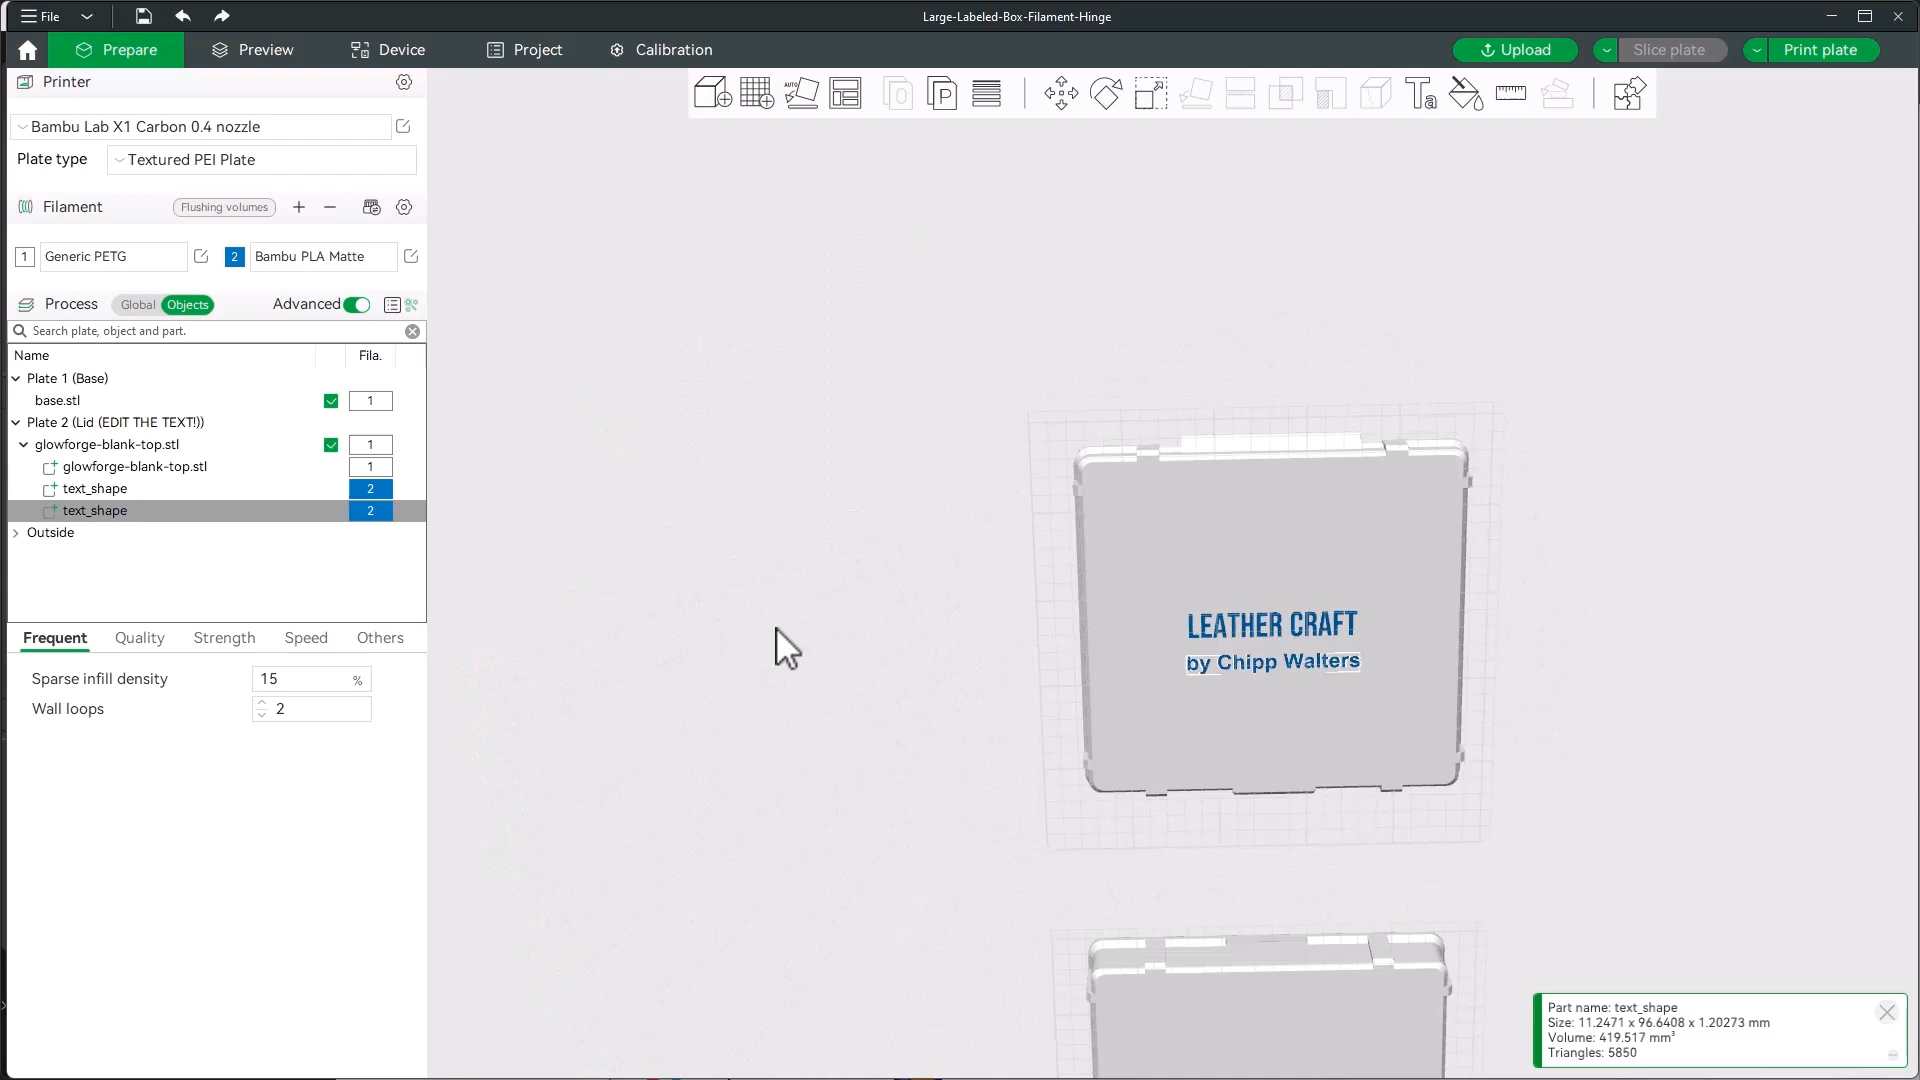 File
Large-Labeled-Box-Filament-Hinge
Prepare
Preview
Device
Project
Calibration
Upload
Slice plate
Print plate
Printer
Bambu Lab X1 Carbon 0.4 nozzle
Plate type
Textured PEI Plate
Filament
Flushing volumes
1
Generic PETG
2
Bambu PLA Matte
Process
Global
Objects
Advanced
Search plate, object and part.
Name
Fila.
Plate 1 (Base)
base.stl
1
Plate 2 (Lid (EDIT THE TEXT!))
glowforge-blank-top.stl
1
glowforge-blank-top.stl
1
text_shape
2
text_shape
2
Outside
Frequent
Quality
Strength
Speed
Others
Sparse infill density
15
%
Wall loops
2
AUTO
LEATHER CRAFT
by Chipp Walters
Part name: text_shape
Size: 11.2471 x 96.6408 x 1.20273 mm
Volume: 419.517 mm³
Triangles: 5850